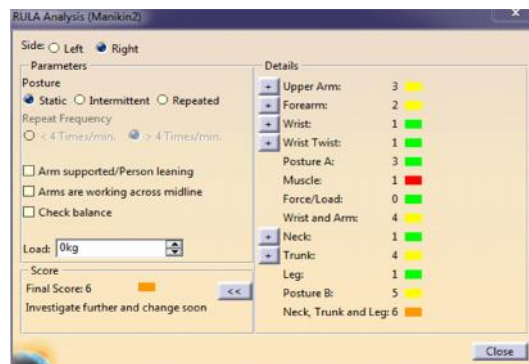 RULA Analysis (Manikin2)
Side: Left Right
Parameters
Posture
Static Intermittent Repeated
Repeat Frequency
< 4 Times/min. > 4 Times/min.
Arm supported/Person leaning
Arms are working across midline
Check balance
Load: 0kg
Score
Final Score: 6
<<
Investigate further and change soon
Details
+ Upper Arm: 3
+ Forearm: 2
+ Wrist: 1
+ Wrist Twist: 1
Posture A: 3
Muscle: 1
Force/Load: 0
Wrist and Arm: 4
+ Neck: 1
+ Trunk: 4
Leg: 1
Posture B: 5
Neck, Trunk and Leg: 6
Close